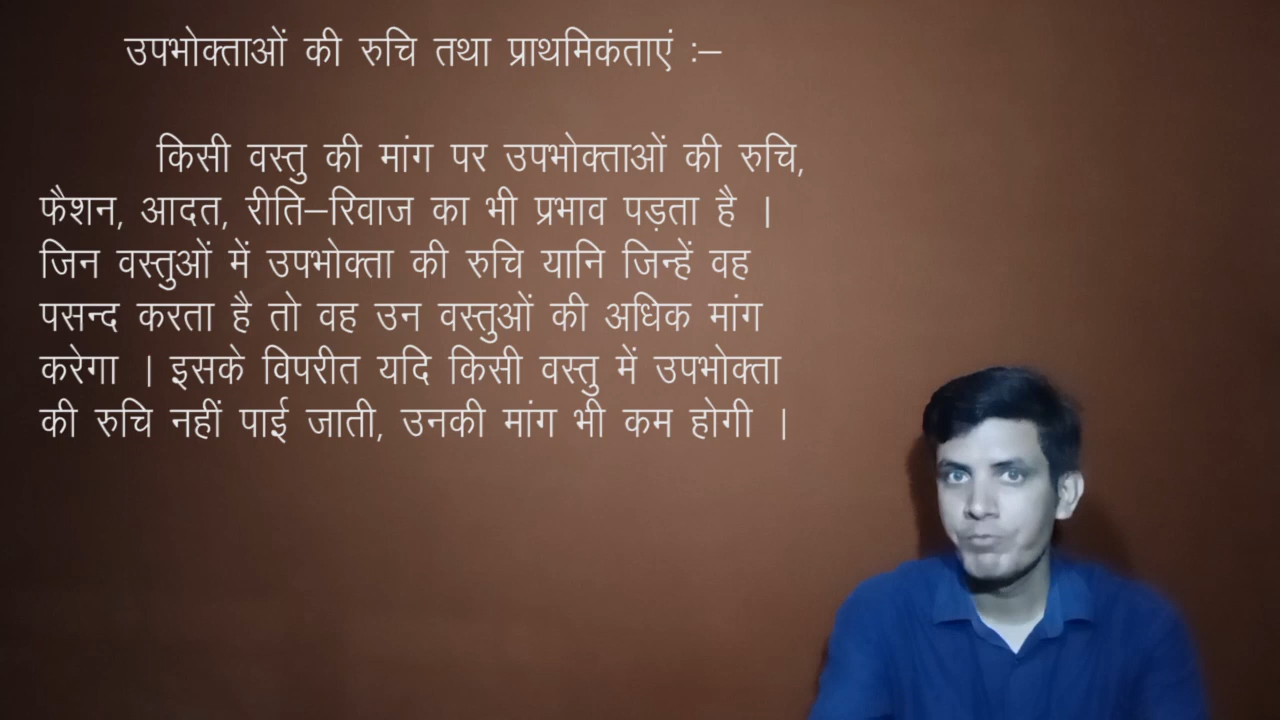 उपभोक्ताओं की रुचि तथा प्राथमिकताएं :–
किसी वस्तु की मांग पर उपभोक्ताओं की रुचि,
फैशन, आदत, रीति–रिवाज का भी प्रभाव पड़ता है ।
जिन वस्तुओं में उपभोक्ता की रुचि यानि जिन्हें वह
पसन्द करता है तो वह उन वस्तुओं की अधिक मांग
करेगा । इसके विपरीत यदि किसी वस्तु में उपभोक्ता
की रुचि नहीं पाई जाती, उनकी मांग भी कम होगी ।